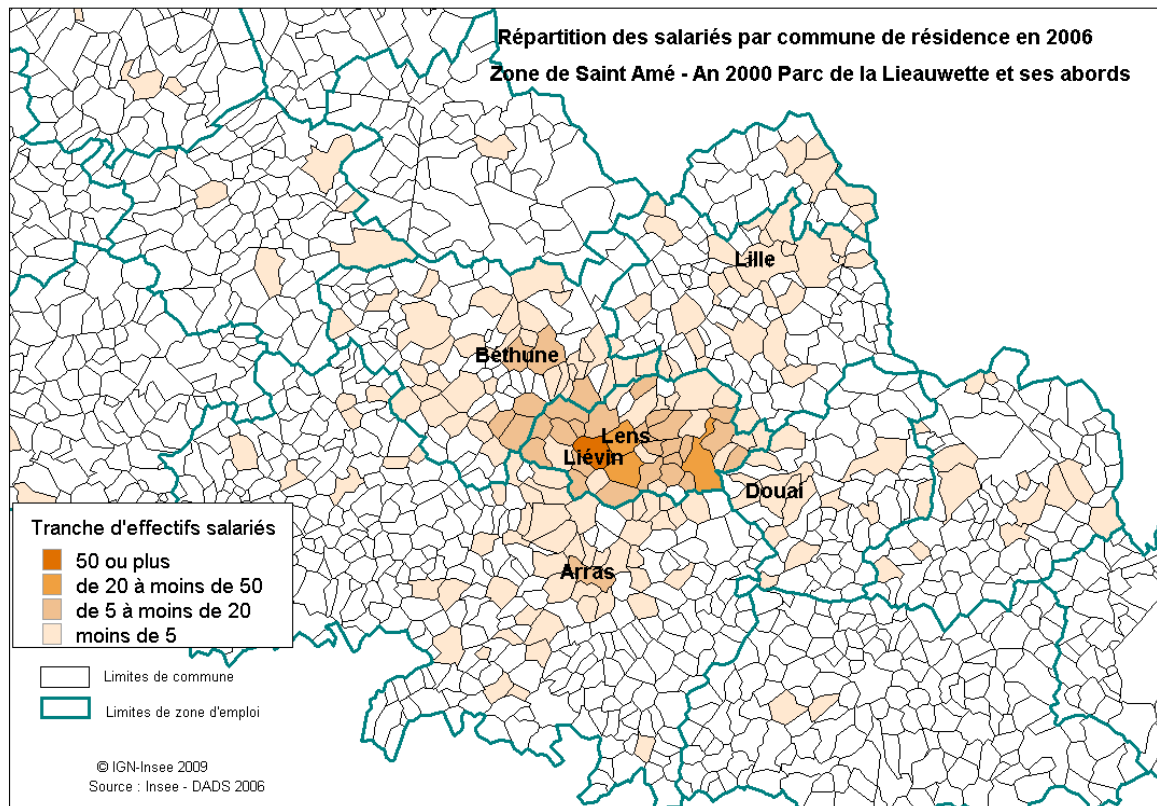 Répartition des salariés par commune de résidence en 2006
Zone de Saint Amé - An 2000 Parc de la Lieauwette et ses abords
Lille
Béthune
Lens
Liévin
Douai
Arras
Tranche d'effectifs salariés
50 ou plus
de 20 à moins de 50
de 5 à moins de 20
moins de 5
Limites de commune
Limites de zone d'emploi
© IGN-Insee 2009
Source : Insee - DADS 2006